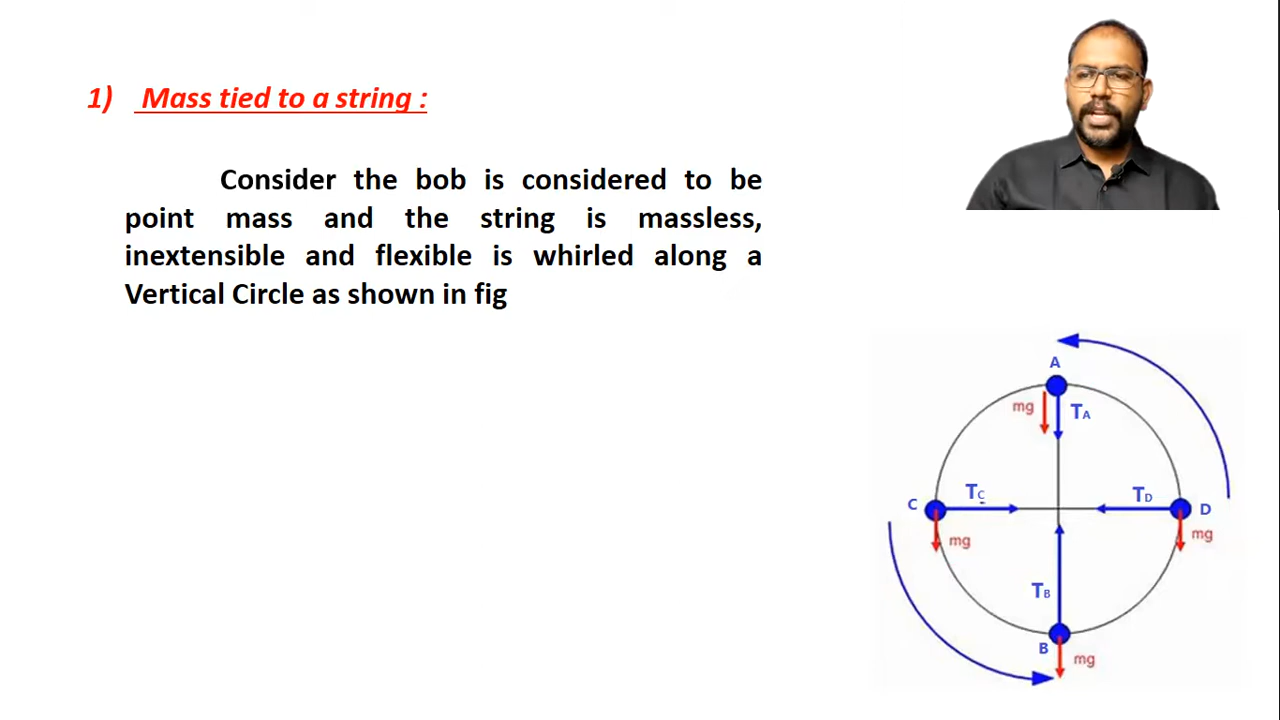 1) Mass tied to a string :
Consider the bob is considered to be
point mass and the string is massless,
inextensible and flexible is whirled along a
Vertical Circle as shown in fig
A
mg
TA
TC
TD
C
D
mg
mg
TB
B
mg